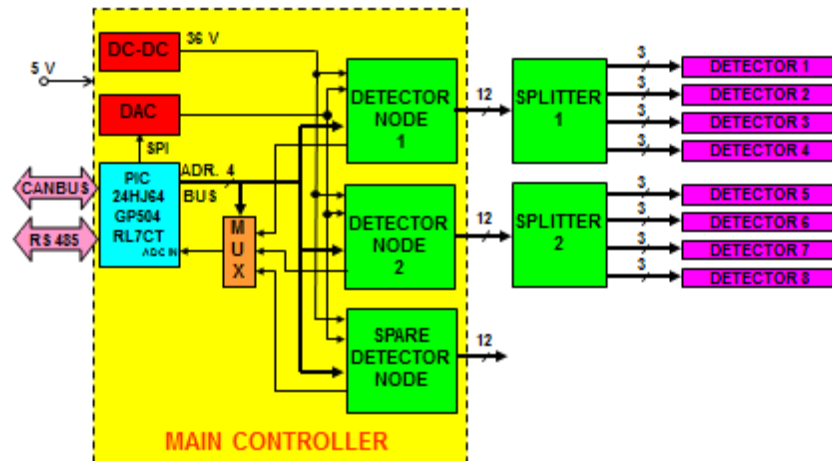 DC-DC
36 V
5 V
DAC
SPI
CANBUS
RS 485
PIC
24HJ64
GP504
RL7CT
ADC IN
ADR. 4
BUS
M
U
X
DETECTOR
NODE
1
DETECTOR
NODE
2
SPARE
DETECTOR
NODE
12
12
12
SPLITTER
1
SPLITTER
2
3
DETECTOR 1
3
DETECTOR 2
3
DETECTOR 3
3
DETECTOR 4
3
DETECTOR 5
3
DETECTOR 6
3
DETECTOR 7
3
DETECTOR 8
MAIN CONTROLLER